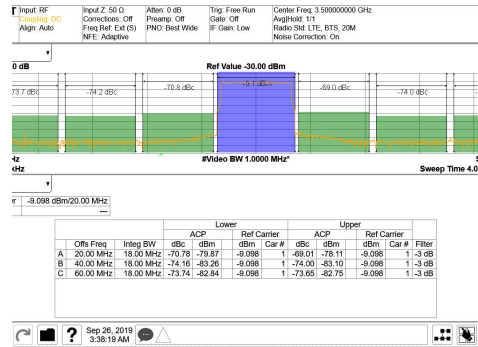 Input: RF Input Z: 50 Ω Atten: 0 dB Trig: Free Run Center Freq: 3.500000000 GHz
Coupling: DC Corrections: Off Preamp: Off Gate: Off Avg|Hold: 1/1
Align: Auto Freq Ref: Ext (S) PNO: Best Wide IF Gain: Low Radio Std: LTE, BTS, 20M
NFE: Adaptive Noise Correction: On
0 dB Ref Value -30.00 dBm
73.7 dBc -74.2 dBc -70.8 dBc -9.1 dBm -69.0 dBc -74.0 dBc
Hz #Video BW 1.0000 MHz* S
kHz Sweep Time 4.0
r -9.098 dBm/20.00 MHz
---
Lower Upper
ACP Ref Carrier ACP Ref Carrier
Offs Freq Integ BW dBc dBm dBm Car # dBc dBm dBm Car # Filter
A 20.00 MHz 18.00 MHz -70.78 -79.87 -9.098 1 -69.01 -78.11 -9.098 1 -3 dB
B 40.00 MHz 18.00 MHz -74.16 -83.26 -9.098 1 -74.00 -83.10 -9.098 1 -3 dB
C 60.00 MHz 18.00 MHz -73.74 -82.84 -9.098 1 -73.65 -82.75 -9.098 1 -3 dB
? Sep 26, 2019
3:38:19 AM